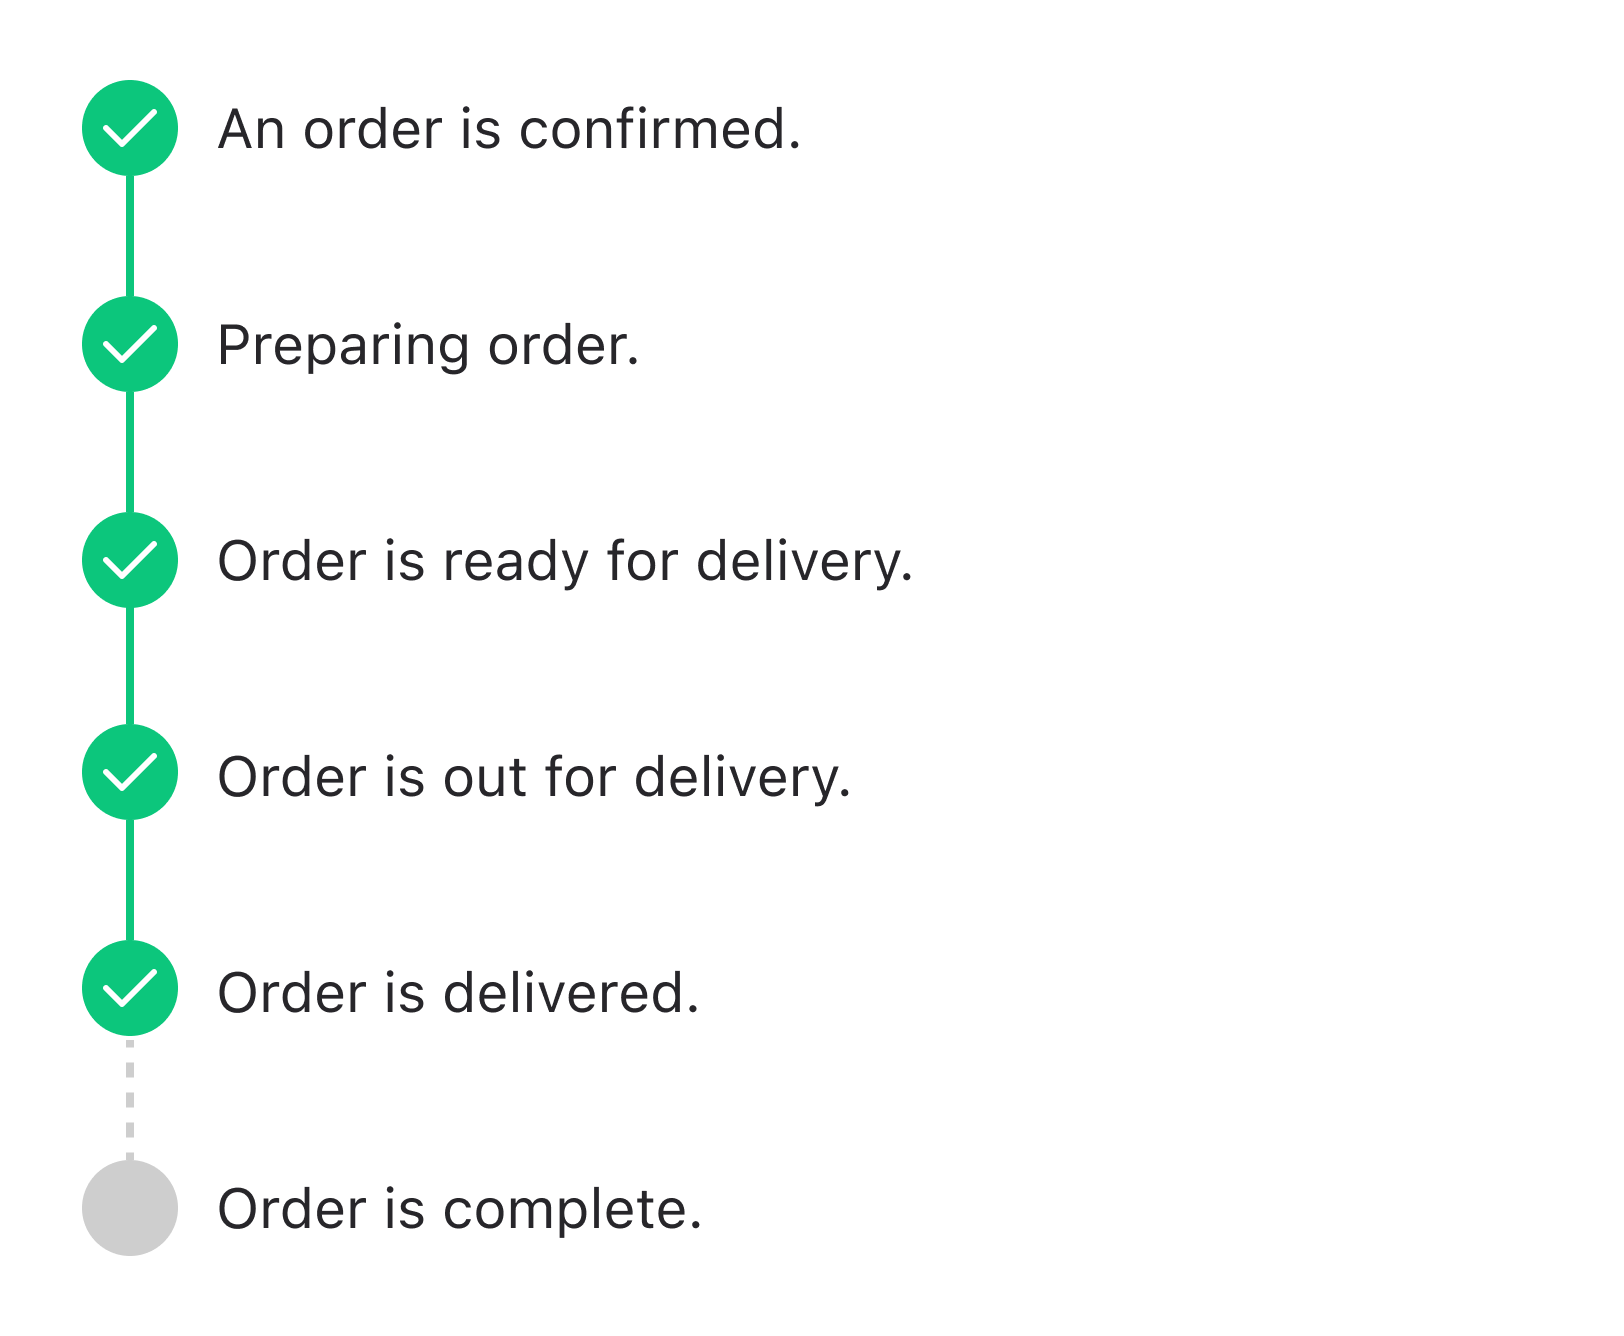 An order is confirmed.
Preparing order.
Order is ready for delivery.
Order is out for delivery.
Order is delivered.
Order is complete.